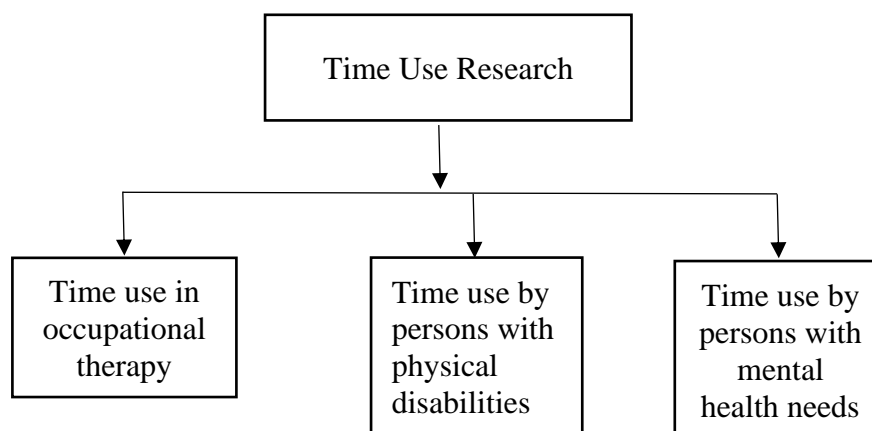 Time Use Research
Time use in
occupational
therapy
Time use by
persons with
physical
disabilities
Time use by
persons with
mental
health needs